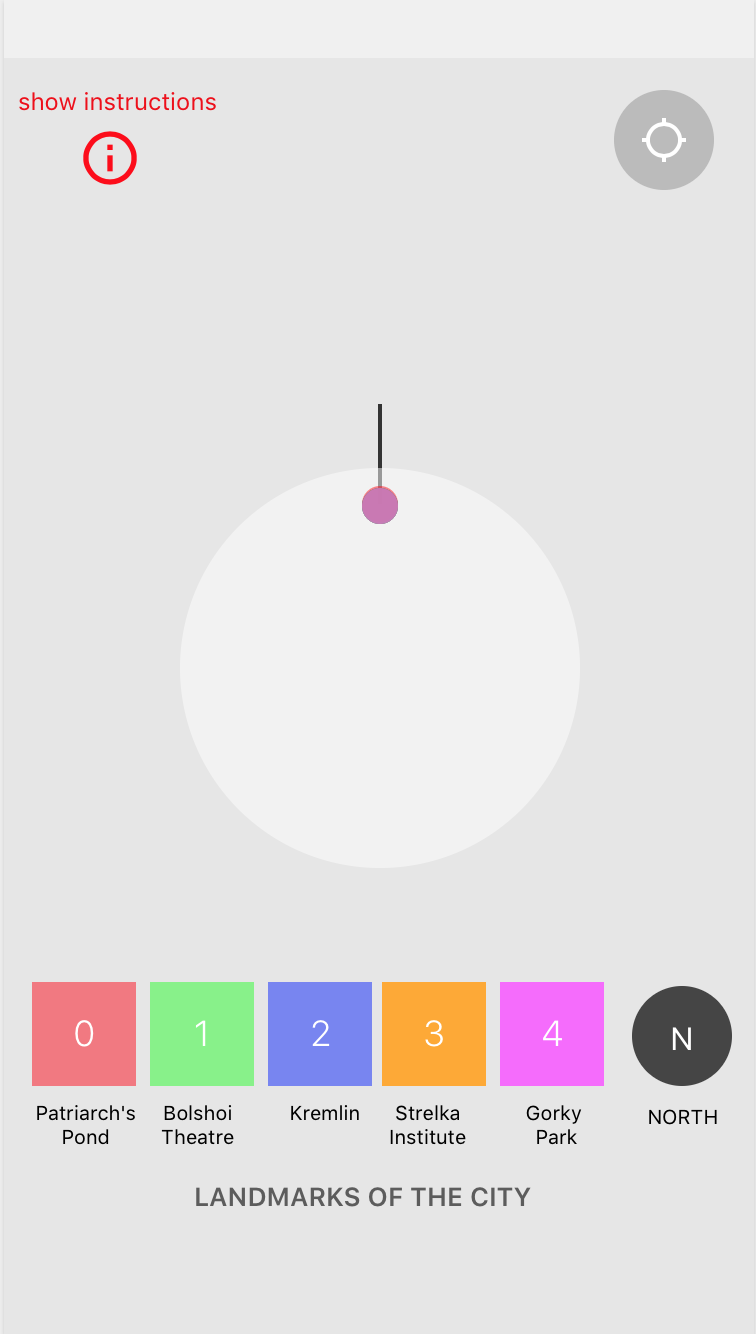 show instructions
0 1 2 3 4 N
Patriarch's Bolshoi Kremlin Strelka Gorky NORTH
Pond Theatre Institute Park
LANDMARKS OF THE CITY